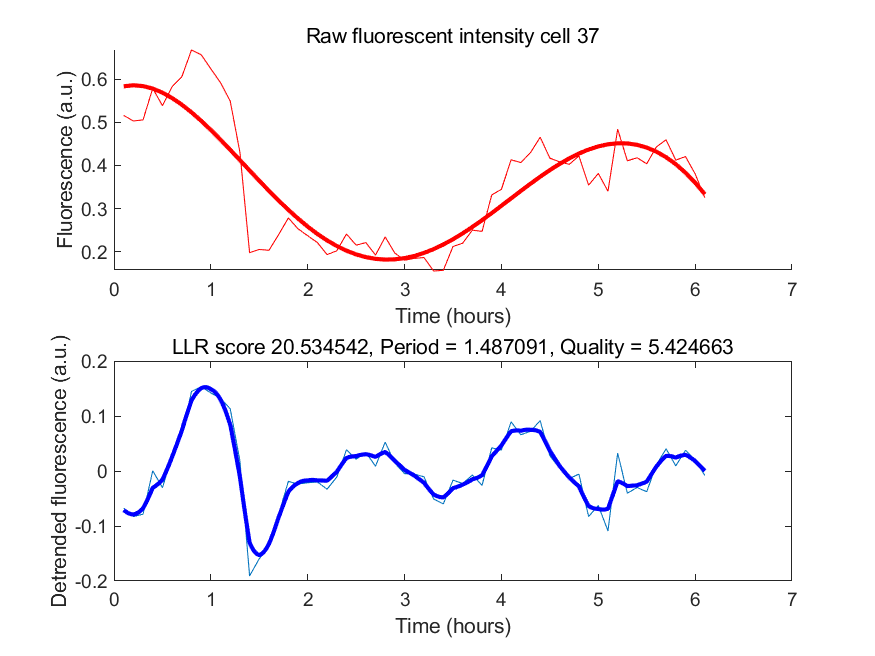 Raw fluorescent intensity cell 37
Fluorescence (a.u.)
0.6
0.5
0.4
0.3
0.2
0 1 2 3 4 5 6 7
Time (hours)
LLR score 20.534542, Period = 1.487091, Quality = 5.424663
Detrended fluorescence (a.u.)
0.2
0.1
0
-0.1
-0.2
0 1 2 3 4 5 6 7
Time (hours)